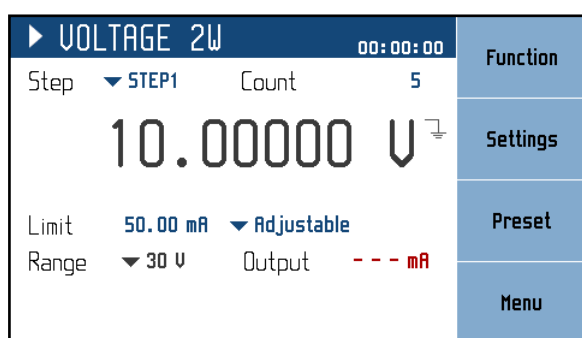 VOLTAGE 2W 00:00:00
Function
Step STEP1 Count 5
10.00000 V
Settings
Limit 50.00 mA Adjustable
Preset
Range 30 V Output - - - mA
Menu